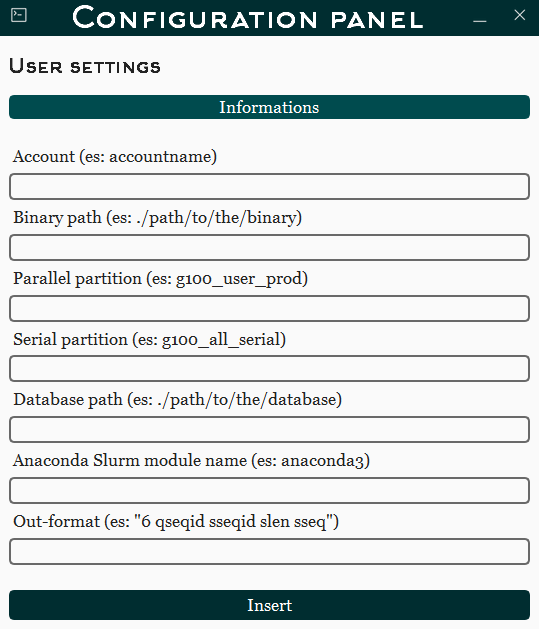 Configuration panel
User settings
Informations
Account (es: accountname)
Binary path (es: ./path/to/the/binary)
Parallel partition (es: g100_user_prod)
Serial partition (es: g100_all_serial)
Database path (es: ./path/to/the/database)
Anaconda Slurm module name (es: anaconda3)
Out-format (es: "6 qseqid sseqid slen sseq")
Insert